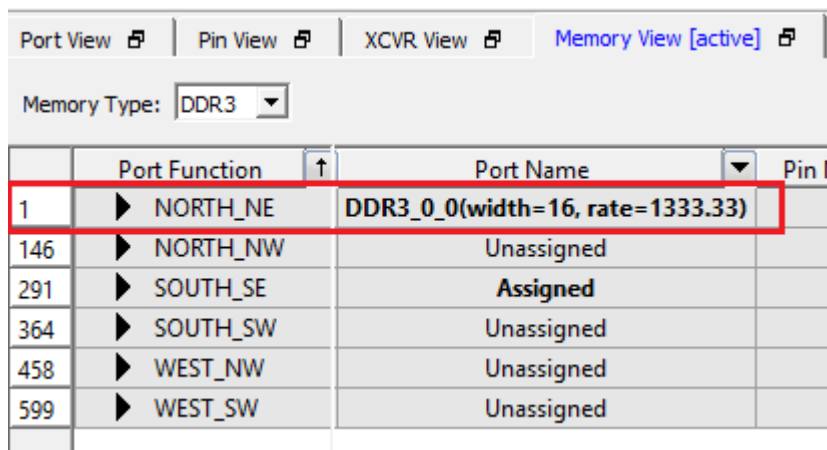 Port View Pin View XCVR View Memory View [active]
Memory Type: DDR3
Port Function Port Name Pin
1 NORTH_NE DDR3_0_0(width=16, rate=1333.33)
146 NORTH_NW Unassigned
291 SOUTH_SE Assigned
364 SOUTH_SW Unassigned
458 WEST_NW Unassigned
599 WEST_SW Unassigned